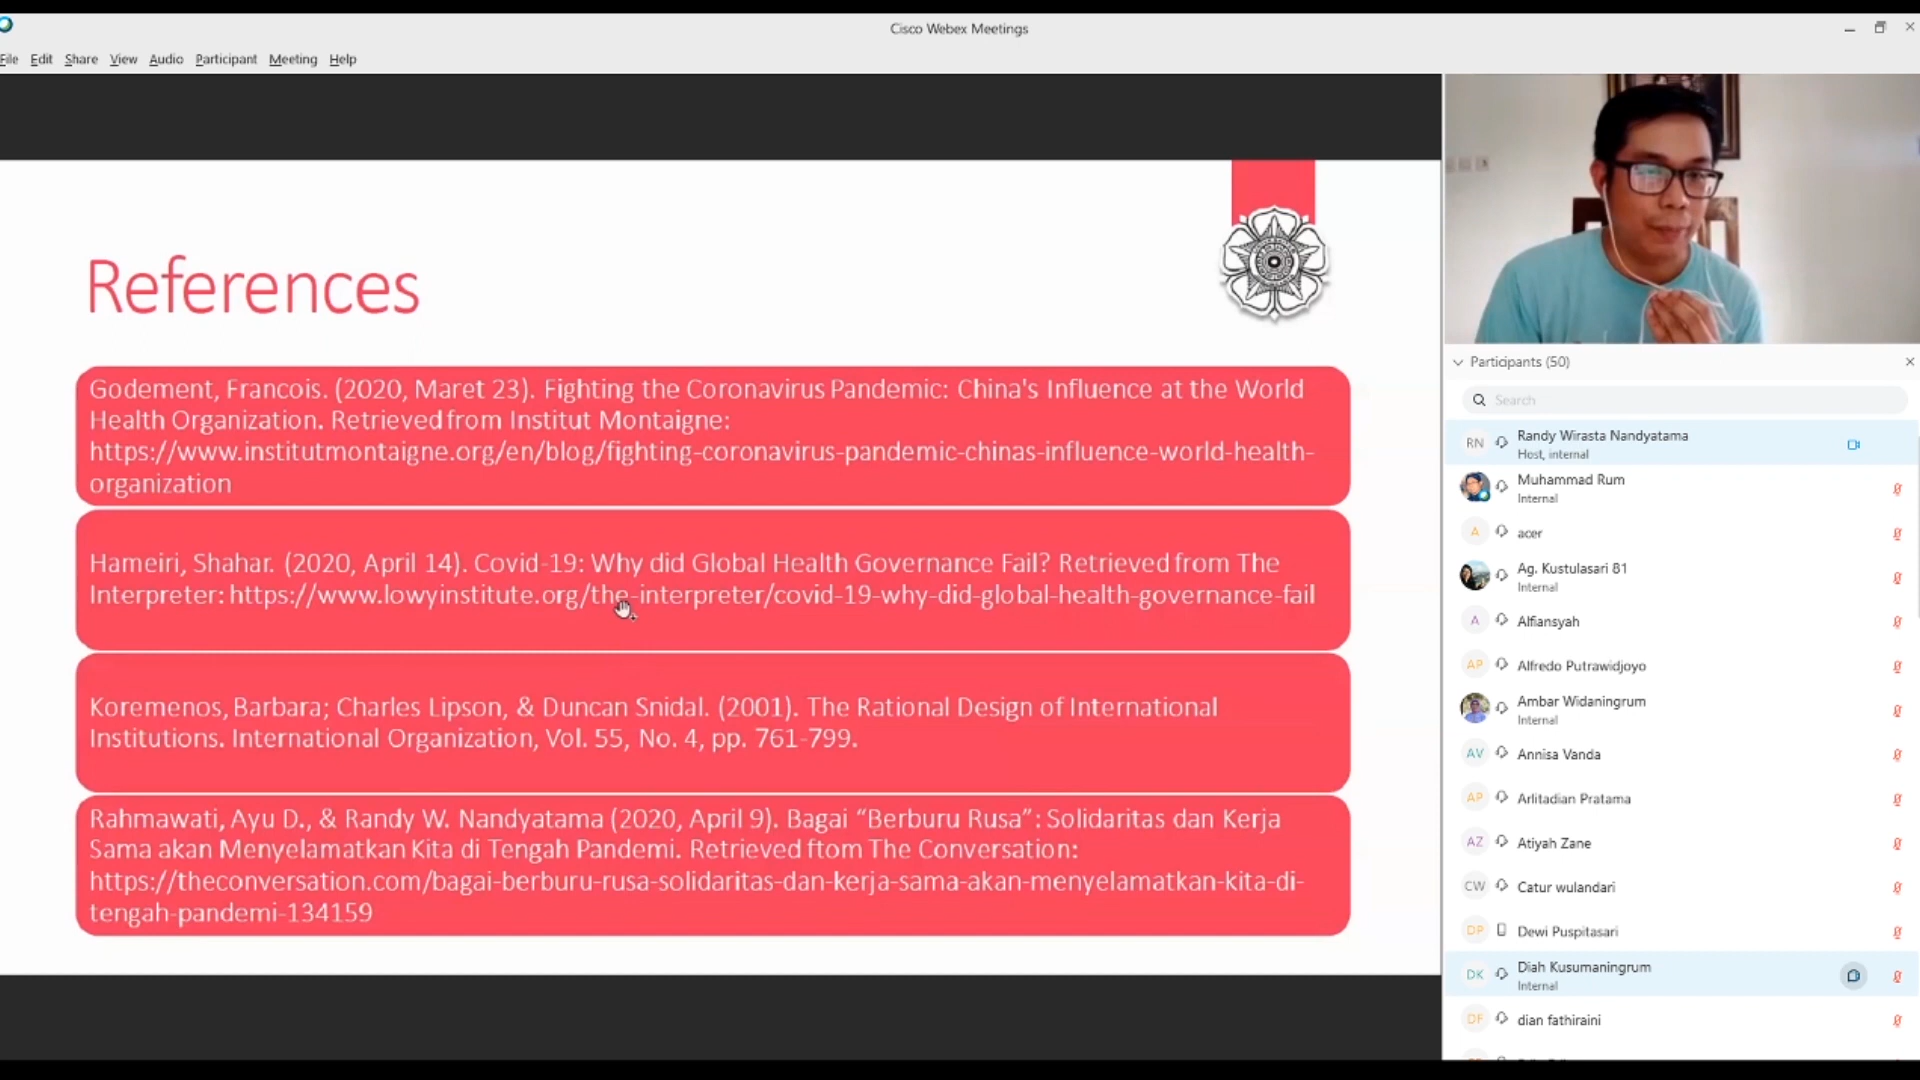 Cisco Webex Meetings
File Edit Share View Audio Participant Meeting Help
References
Godement, Francois. (2020, Maret 23). Fighting the Coronavirus Pandemic: China's Influence at the World
Health Organization. Retrieved from Institut Montaigne:
https://www.institutmontaigne.org/en/blog/fighting-coronavirus-pandemic-chinas-influence-world-health-
organization
Hameiri, Shahar. (2020, April 14). Covid-19: Why did Global Health Governance Fail? Retrieved from The
Interpreter: https://www.lowyinstitute.org/the-interpreter/covid-19-why-did-global-health-governance-fail
Koremenos, Barbara; Charles Lipson, & Duncan Snidal. (2001). The Rational Design of International
Institutions. International Organization, Vol. 55, No. 4, pp. 761-799.
Rahmawati, Ayu D., & Randy W. Nandyatama (2020, April 9). Bagai “Berburu Rusa”: Solidaritas dan Kerja
Sama akan Menyelamatkan Kita di Tengah Pandemi. Retrieved ftom The Conversation:
https://theconversation.com/bagai-berburu-rusa-solidaritas-dan-kerja-sama-akan-menyelamatkan-kita-di-
tengah-pandemi-134159
Participants (50)
Search
RN Randy Wirasta Nandyatama
Host, internal
Muhammad Rum
Internal
A acer
Ag. Kustulasari 81
Internal
A Alfiansyah
AP Alfredo Putrawidjoyo
Ambar Widaningrum
Internal
AV Annisa Vanda
AP Arlitadian Pratama
AZ Atiyah Zane
CW Catur wulandari
DP Dewi Puspitasari
DK Diah Kusumaningrum
Internal
DF dian fathiraini